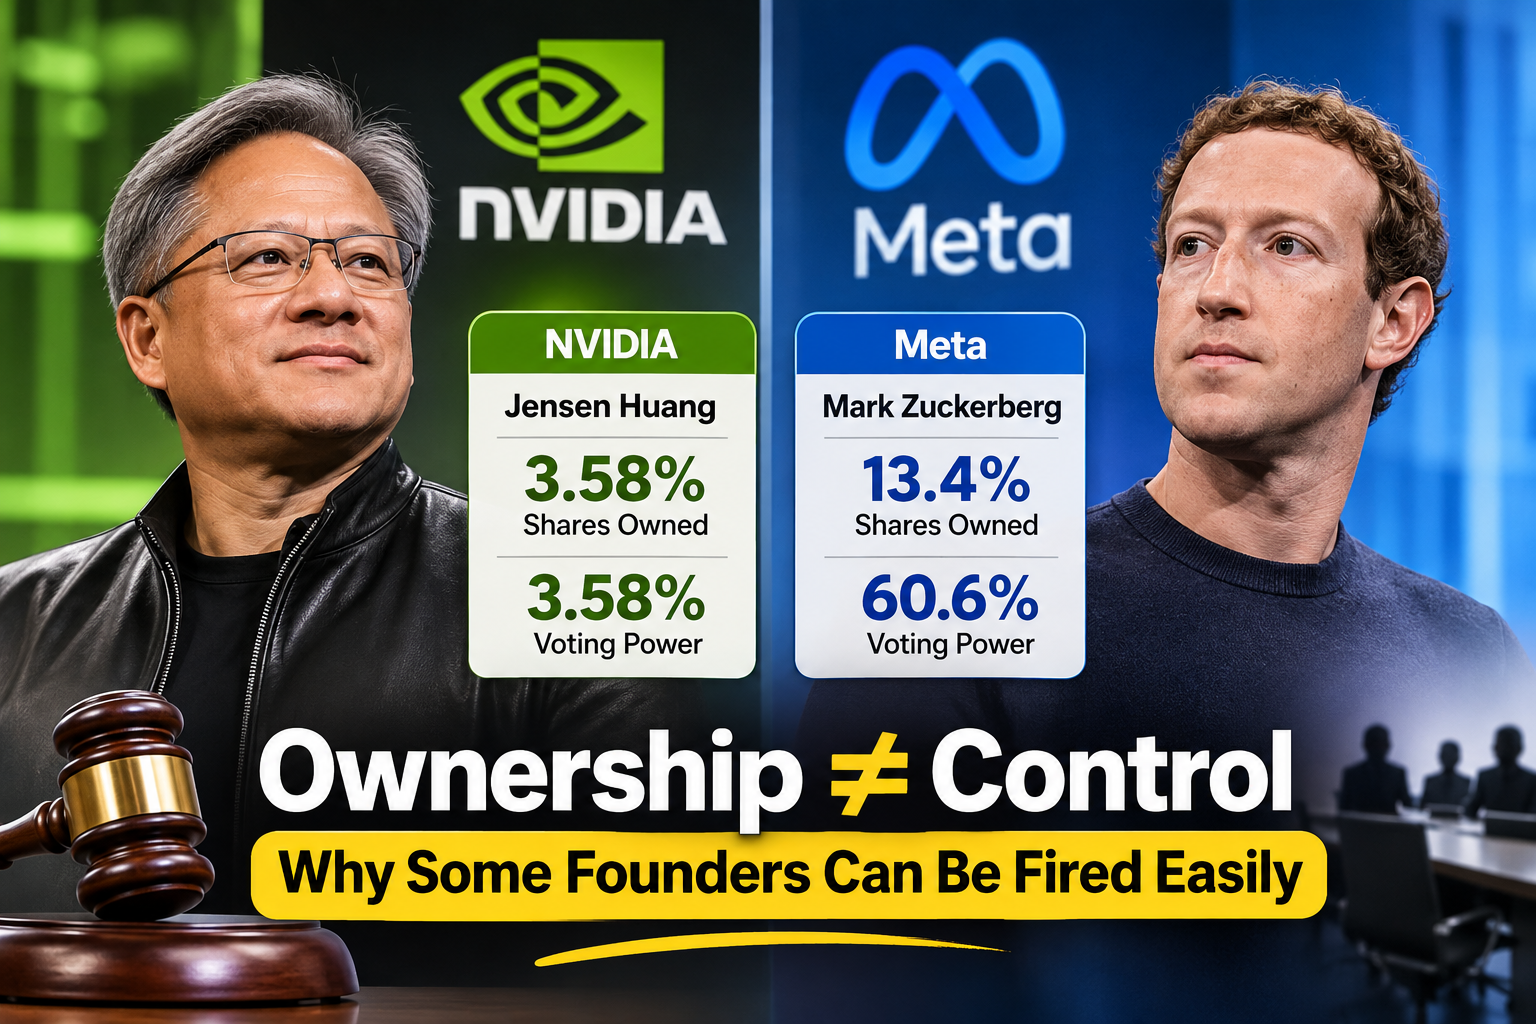 NVIDIA
Meta
NVIDIA
Jensen Huang
3.58%
Shares Owned
3.58%
Voting Power
Meta
Mark Zuckerberg
13.4%
Shares Owned
60.6%
Voting Power
Ownership ≠ Control
Why Some Founders Can Be Fired Easily